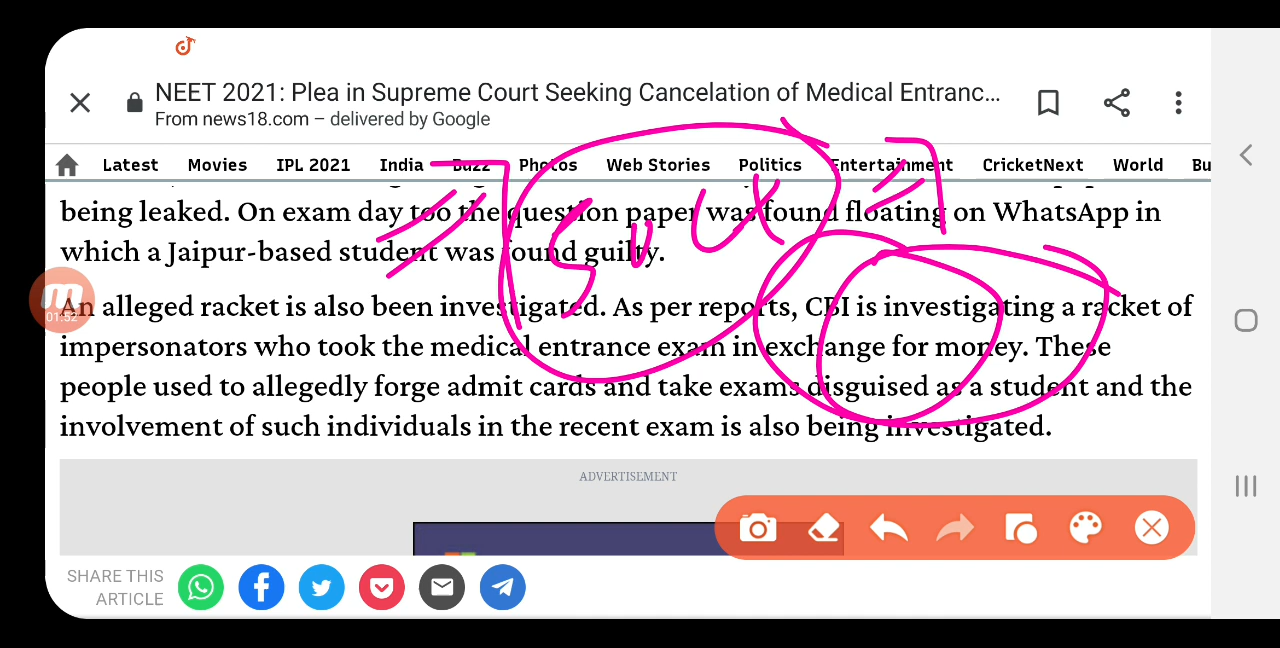 NEET 2021: Plea in Supreme Court Seeking Cancelation of Medical Entranc...
From news18.com – delivered by Google
Latest Movies IPL 2021 India Buzz Photos Web Stories Politics Entertainment CricketNext World Bu
being leaked. On exam day too the question paper was found floating on WhatsApp in
which a Jaipur-based student was found guilty.
An alleged racket is also been investigated. As per reports, CBI is investigating a racket of
impersonators who took the medical entrance exam in exchange for money. These
people used to allegedly forge admit cards and take exams disguised as a student and the
involvement of such individuals in the recent exam is also being investigated.
01:52
ADVERTISEMENT
SHARE THIS
ARTICLE